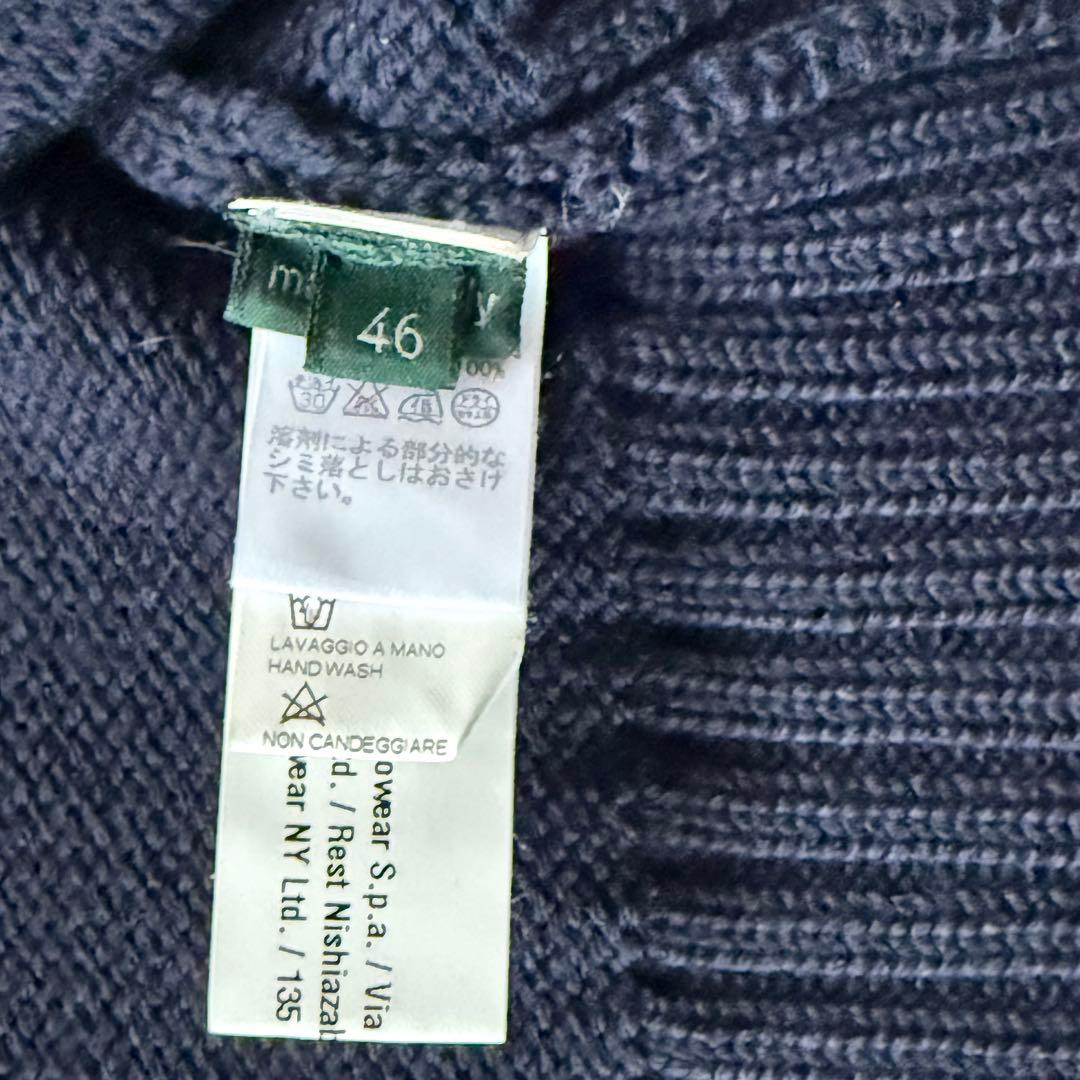 46
100%
30
溶剤による部分的な
シミ落としはおさけ
下さい。
LAVAGGIO A MANO
HAND WASH
NON CANDEGGIARE
owear S.p.a. / Via
d. / Rest Nishiazab
wear NY Ltd. / 135